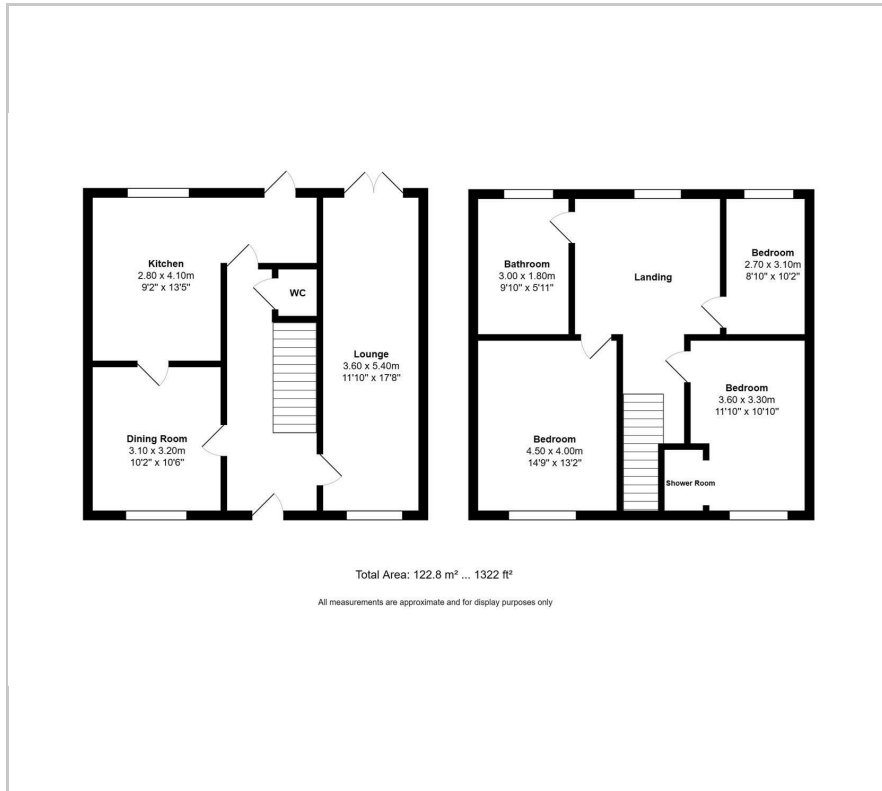 Kitchen
2.80 x 4.10m
9'2" x 13'5"
WC
Lounge
3.60 x 5.40m
11'10" x 17'8"
Dining Room
3.10 x 3.20m
10'2" x 10'6"
Bathroom
3.00 x 1.80m
9'10" x 5'11"
Landing
Bedroom
2.70 x 3.10m
8'10" x 10'2"
Bedroom
3.60 x 3.30m
11'10" x 10'10"
Bedroom
4.50 x 4.00m
14'9" x 13'2"
Shower Room
Total Area: 122.8 m² ... 1322 ft²
All measurements are approximate and for display purposes only